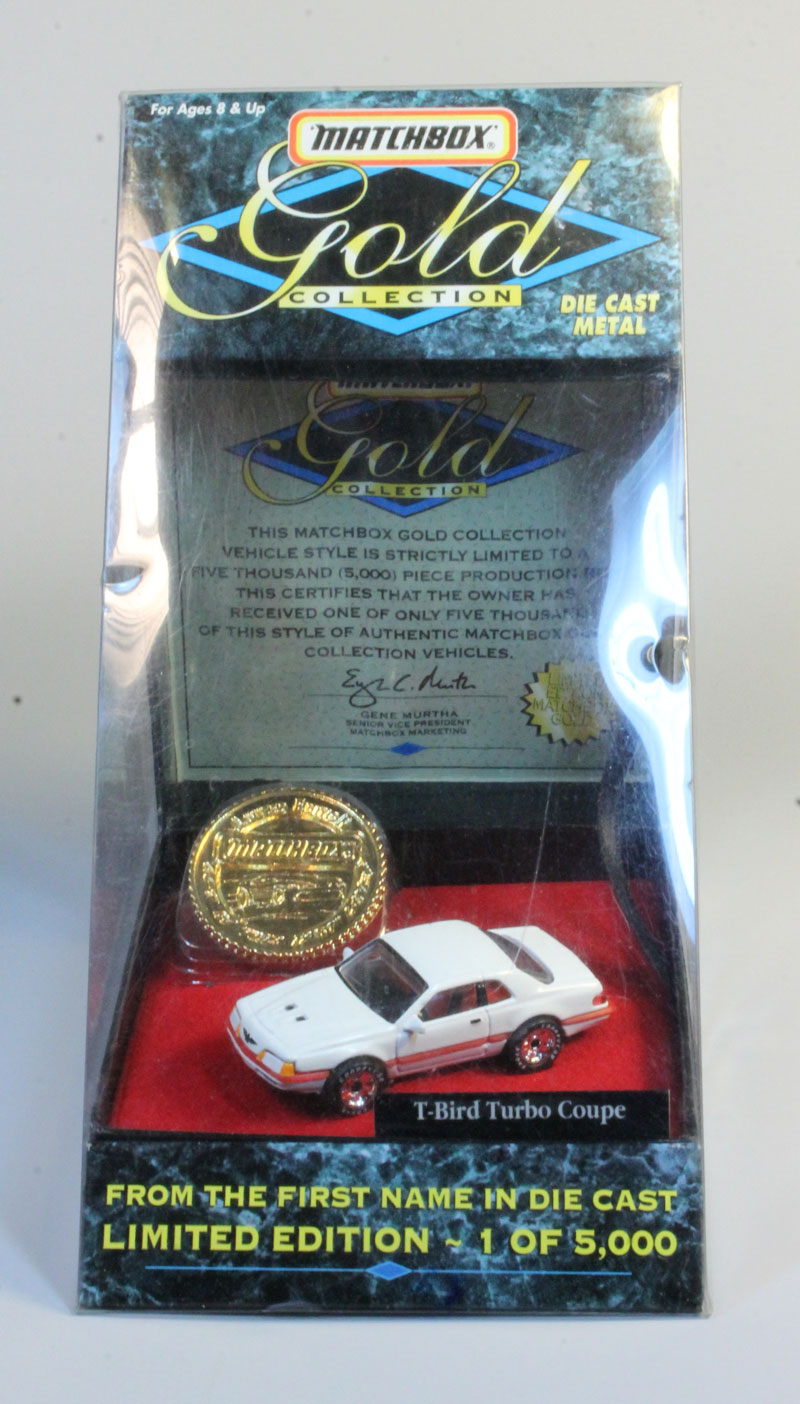 For Ages 8 & Up
MATCHBOX®
Gold
COLLECTION
DIE CAST
METAL
MATCHBOX
Gold
COLLECTION
THIS MATCHBOX GOLD COLLECTION
VEHICLE STYLE IS STRICTLY LIMITED TO A
FIVE THOUSAND (5,000) PIECE PRODUCTION
THIS CERTIFIES THAT THE OWNER HAS
RECEIVED ONE OF ONLY FIVE THOUSAND
OF THIS STYLE OF AUTHENTIC MATCHBOX
COLLECTION VEHICLES.
GENE MURTHA
SENIOR VICE PRESIDENT
MATCHBOX MARKETING
MATCHBOX
T-Bird Turbo Coupe
FROM THE FIRST NAME IN DIE CAST
LIMITED EDITION ~ 1 OF 5,000